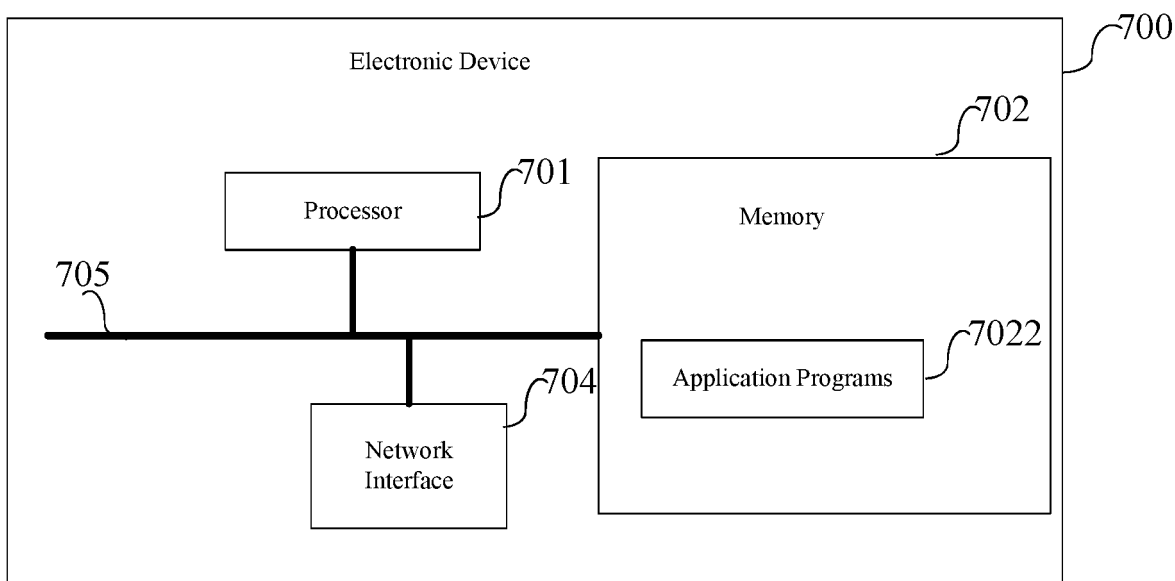 700
Electronic Device
702
701
Processor
Memory
705
7022
Application Programs
704
Network
Interface